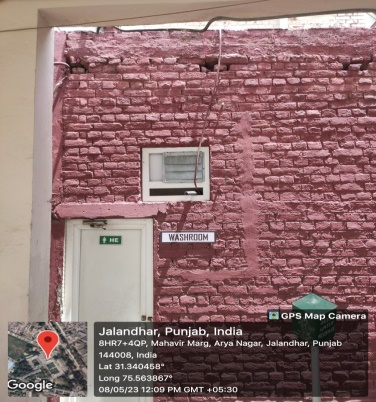 HE
WASHROOM
GPS Map Camera
Jalandhar, Punjab, India
8HR7+4QP, Mahavir Marg, Arya Nagar, Jalandhar, Punjab
144008, India
Lat 31.340458°
Long 75.563867°
08/05/23 12:09 PM GMT +05:30
Google